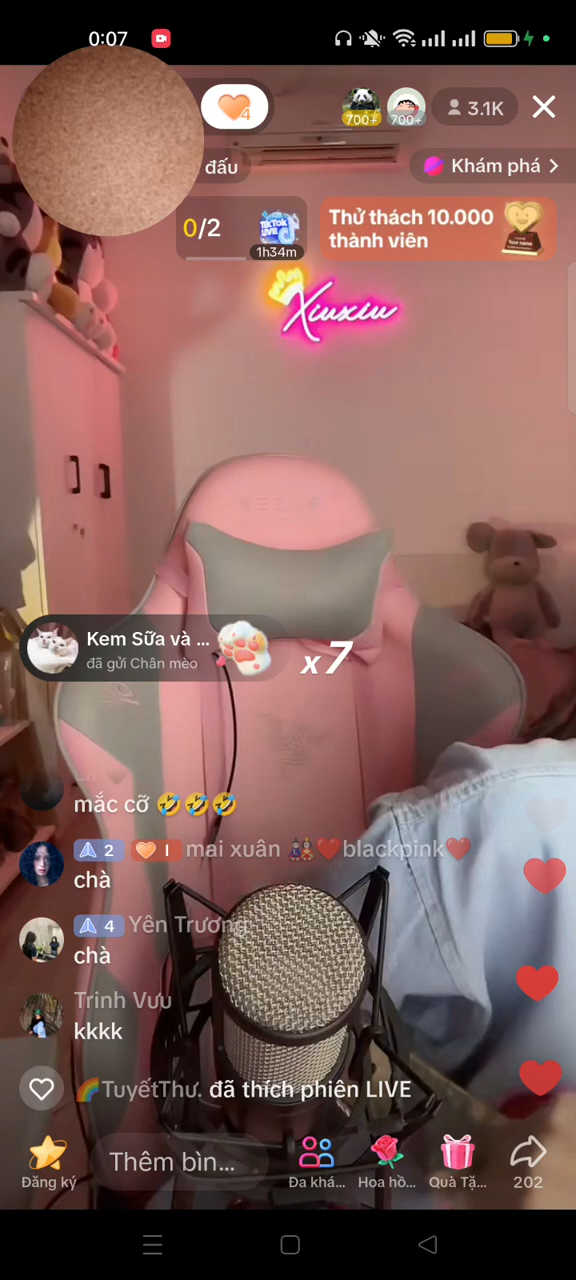 0:07
4
700+
700+
3.1K
đấu
Khám phá
0/2
TikTok LIVE
1h34m
Thử thách 10.000
thành viên
Xiuxiu
Kem Sữa và ...
đã gửi Chân mèo
x7
mắc cỡ 🤣🤣🤣
2 1 mai xuân 👫❤️blackpink❤️
chà
4 Yên Trương
chà
Trinh Vưu
kkkk
🌈TuyếtThư. đã thích phiên LIVE
Đăng ký
Thêm bìn...
Đa khá...
Hoa hồ...
Quà Tặ...
202